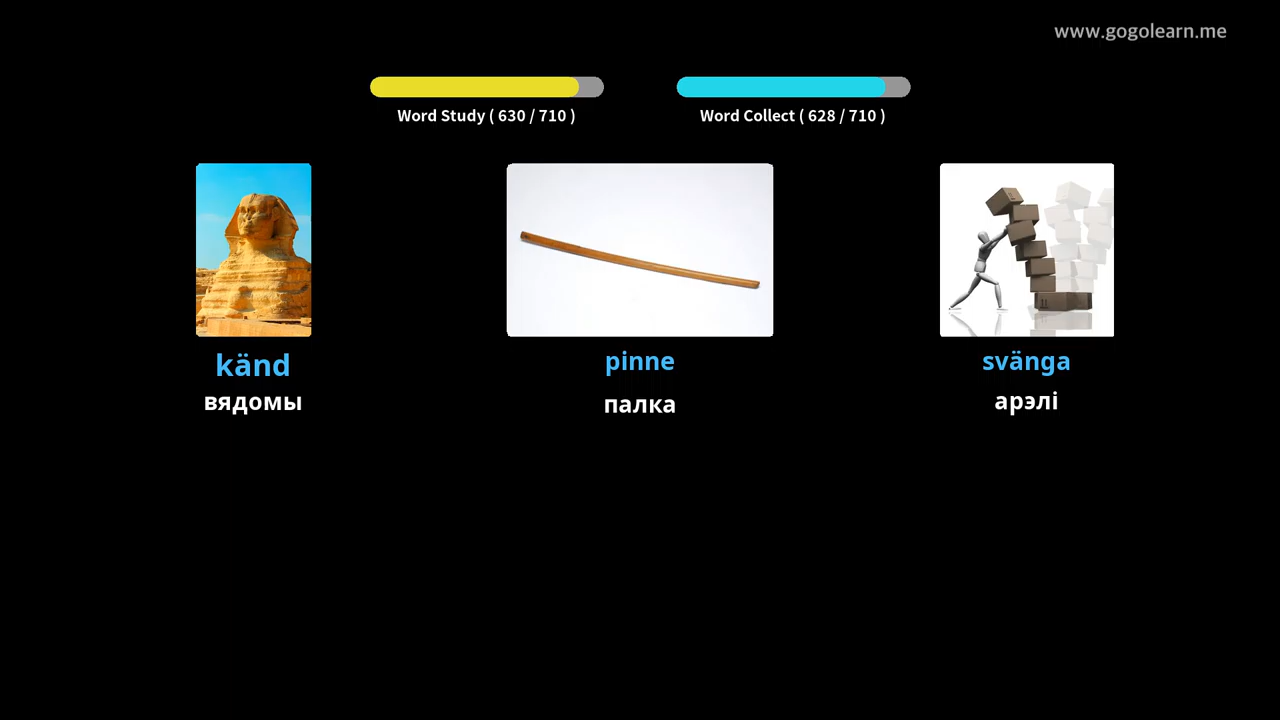 www.gogolearn.me
Word Study ( 630 / 710 )
Word Collect ( 628 / 710 )
känd
pinne
svänga
вядомы
палка
арэлі